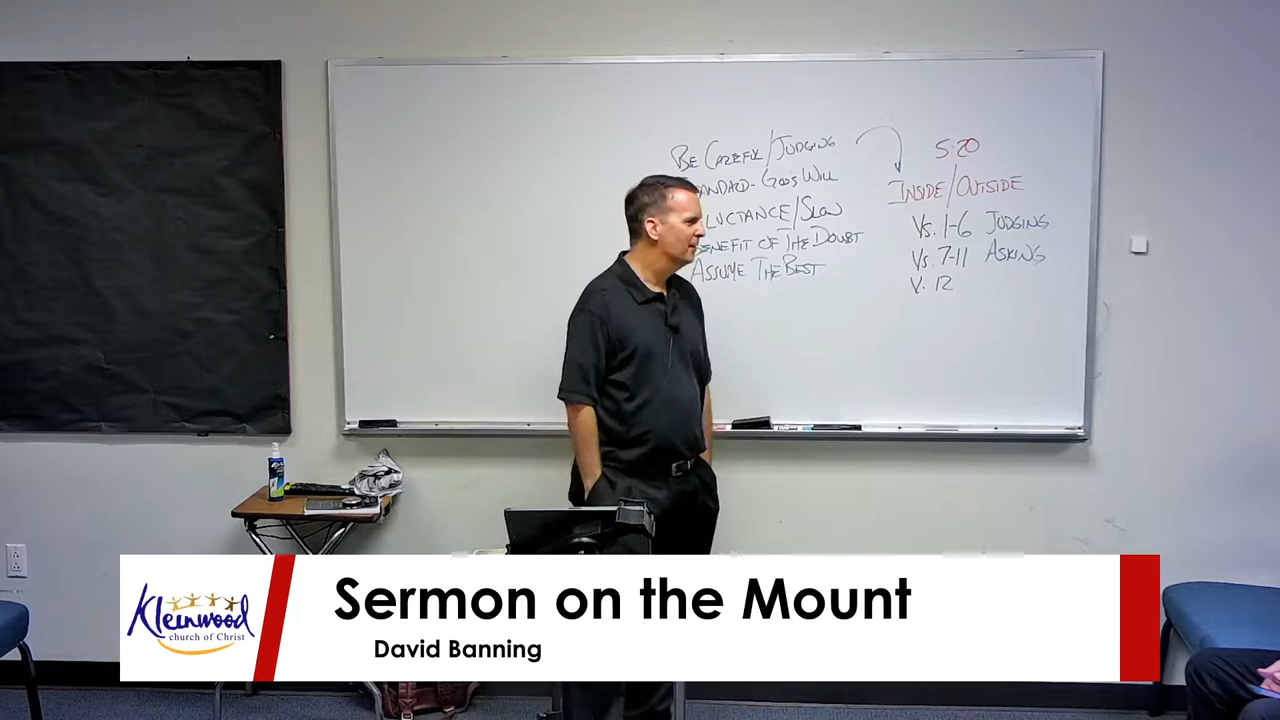 BE CAREFUL/JUDGING
STANDARD - GOD'S WILL
RELUCTANCE/SLOW
BENEFIT OF THE DOUBT
ASSUME THE BEST
5:20
INSIDE/OUTSIDE
VS. 1-6 JUDGING
VS. 7-11 ASKING
V. 12
Kleinwood
church of Christ
Sermon on the Mount
David Banning